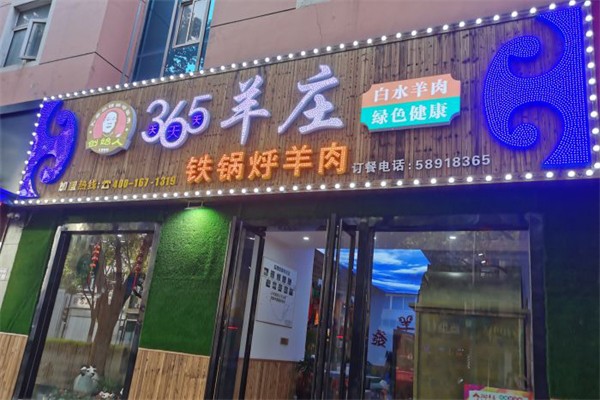 365羊庄
天天天
白水羊肉
绿色健康
铁锅烀羊肉
订餐电话：58918365
加盟热线：☎400-167-1319